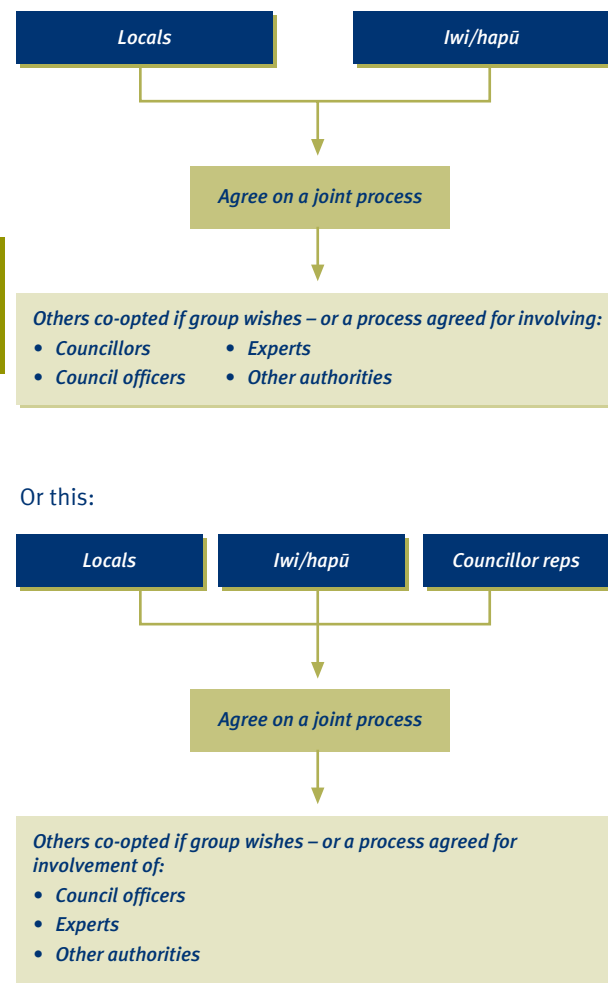 Locals
Iwi/hapū
Agree on a joint process
Others co-opted if group wishes – or a process agreed for involving:
• Councillors • Experts
• Council officers • Other authorities
Or this:
Locals
Iwi/hapū
Councillor reps
Agree on a joint process
Others co-opted if group wishes – or a process agreed for
involvement of:
• Council officers
• Experts
• Other authorities